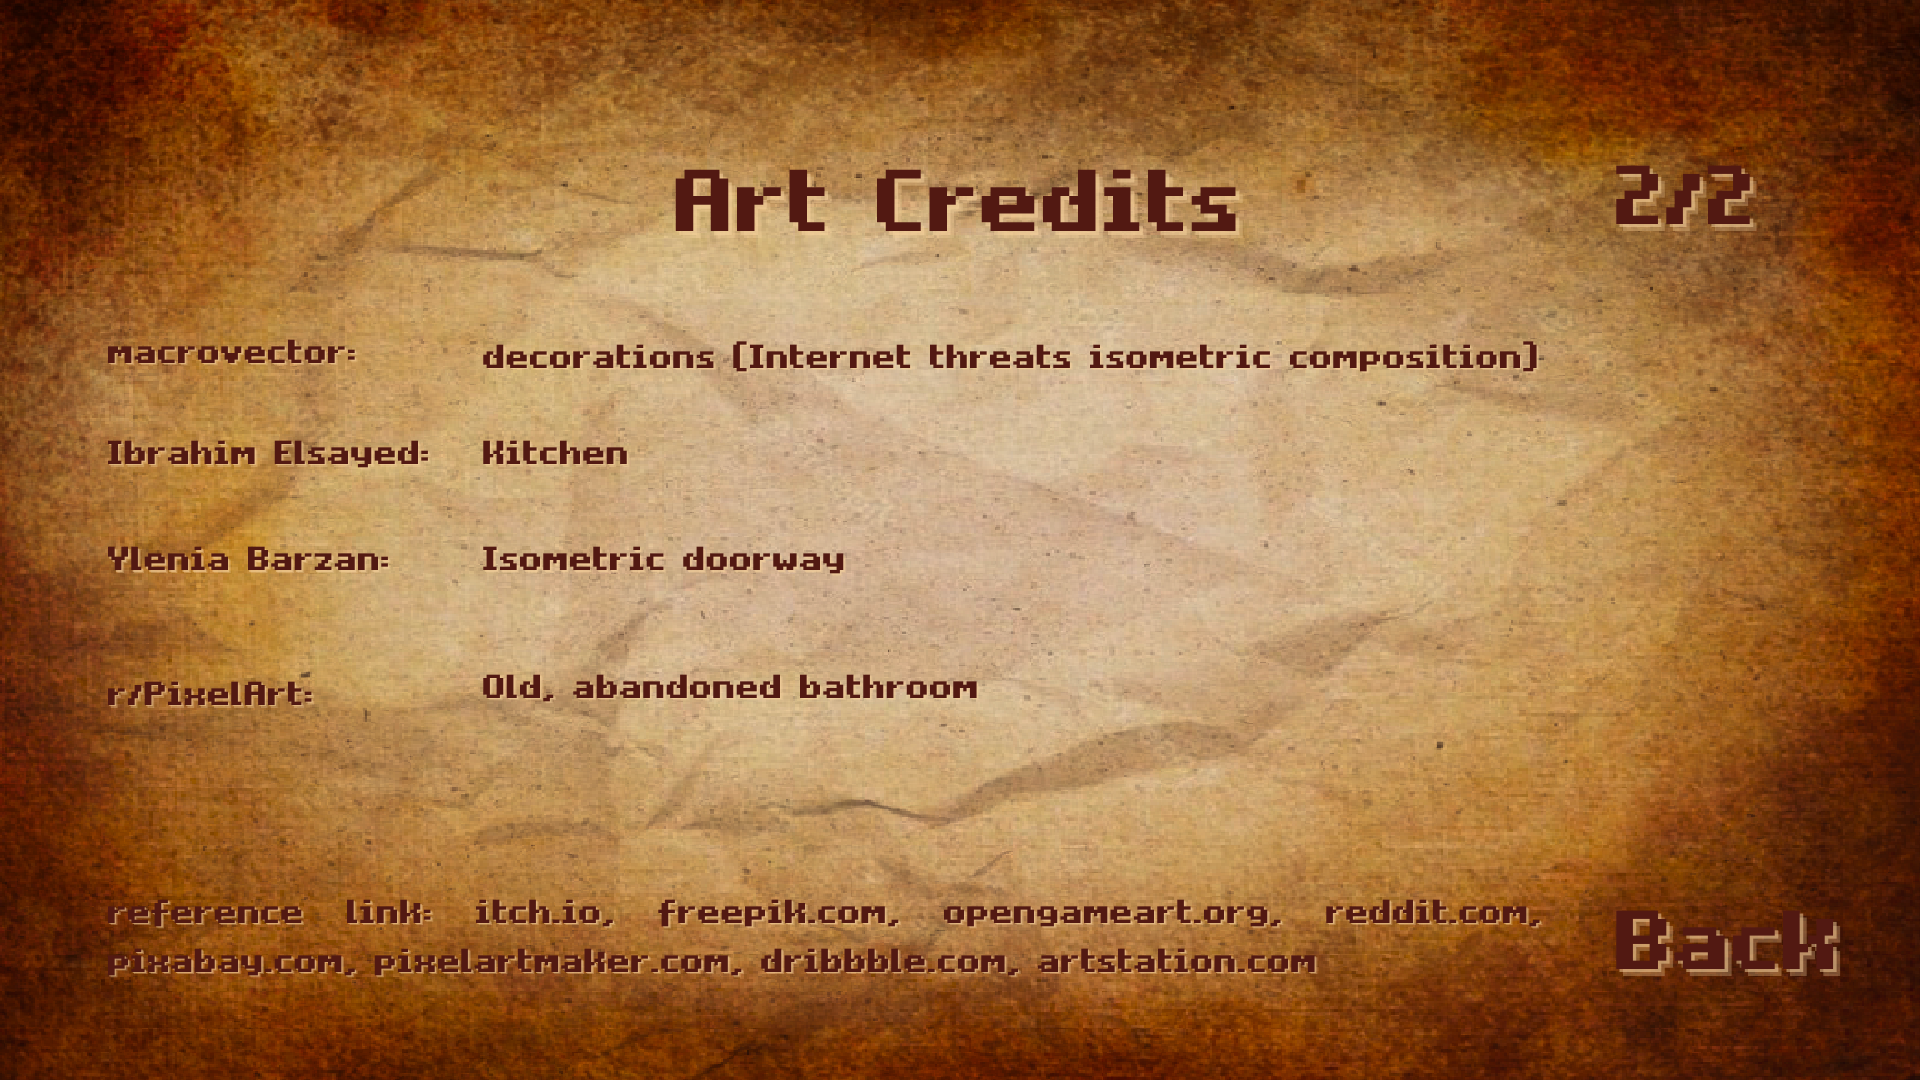 Art Credits
2/2
macrovector: decorations (Internet threats isometric composition)
Ibrahim Elsayed: Kitchen
Ylenia Barzan: Isometric doorway
r/PixelArt: Old, abandoned bathroom
reference link: itch.io, freepik.com, opengameart.org, reddit.com,
pixabay.com, pixelartmaker.com, dribbble.com, artstation.com
Back